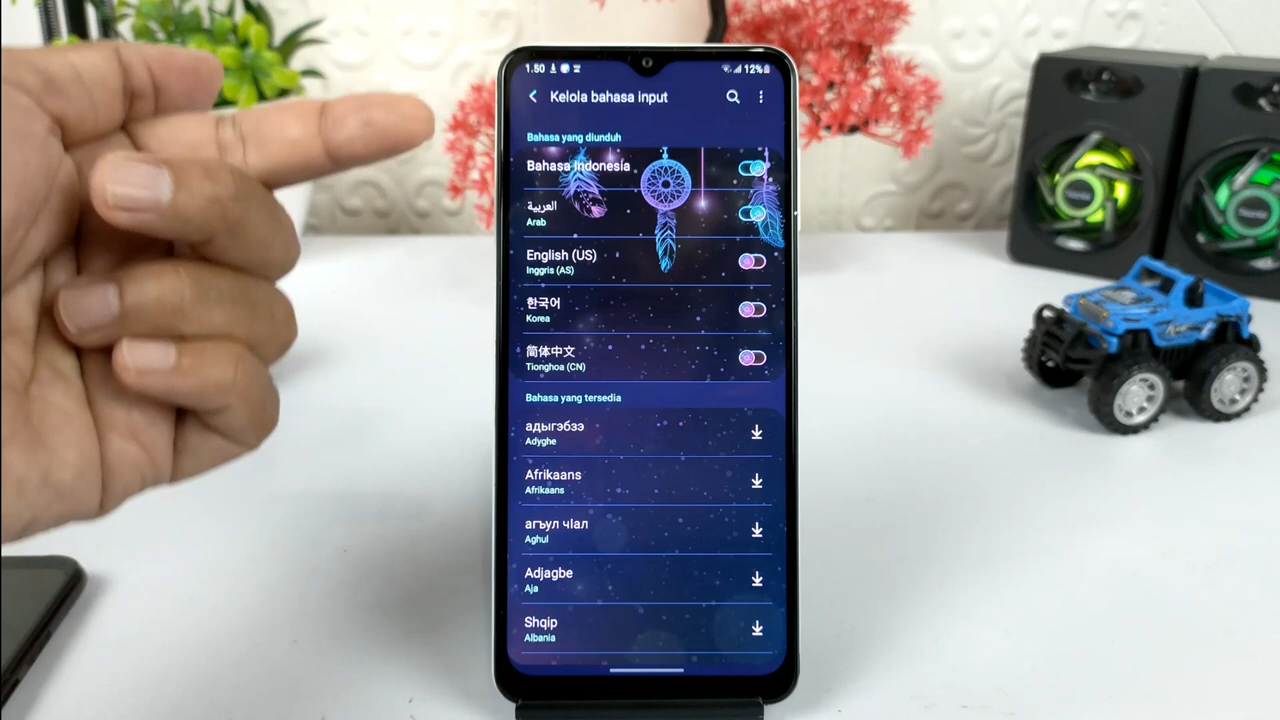 1.50
12%
Kelola bahasa input
Bahasa yang diunduh
Bahasa Indonesia
العربية
Arab
English (US)
Inggris (AS)
한국어
Korea
简体中文
Tionghoa (CN)
Bahasa yang tersedia
адыгэбзэ
Adyghe
Afrikaans
Afrikaans
агъул чӀал
Aghul
Adjagbe
Aja
Shqip
Albania